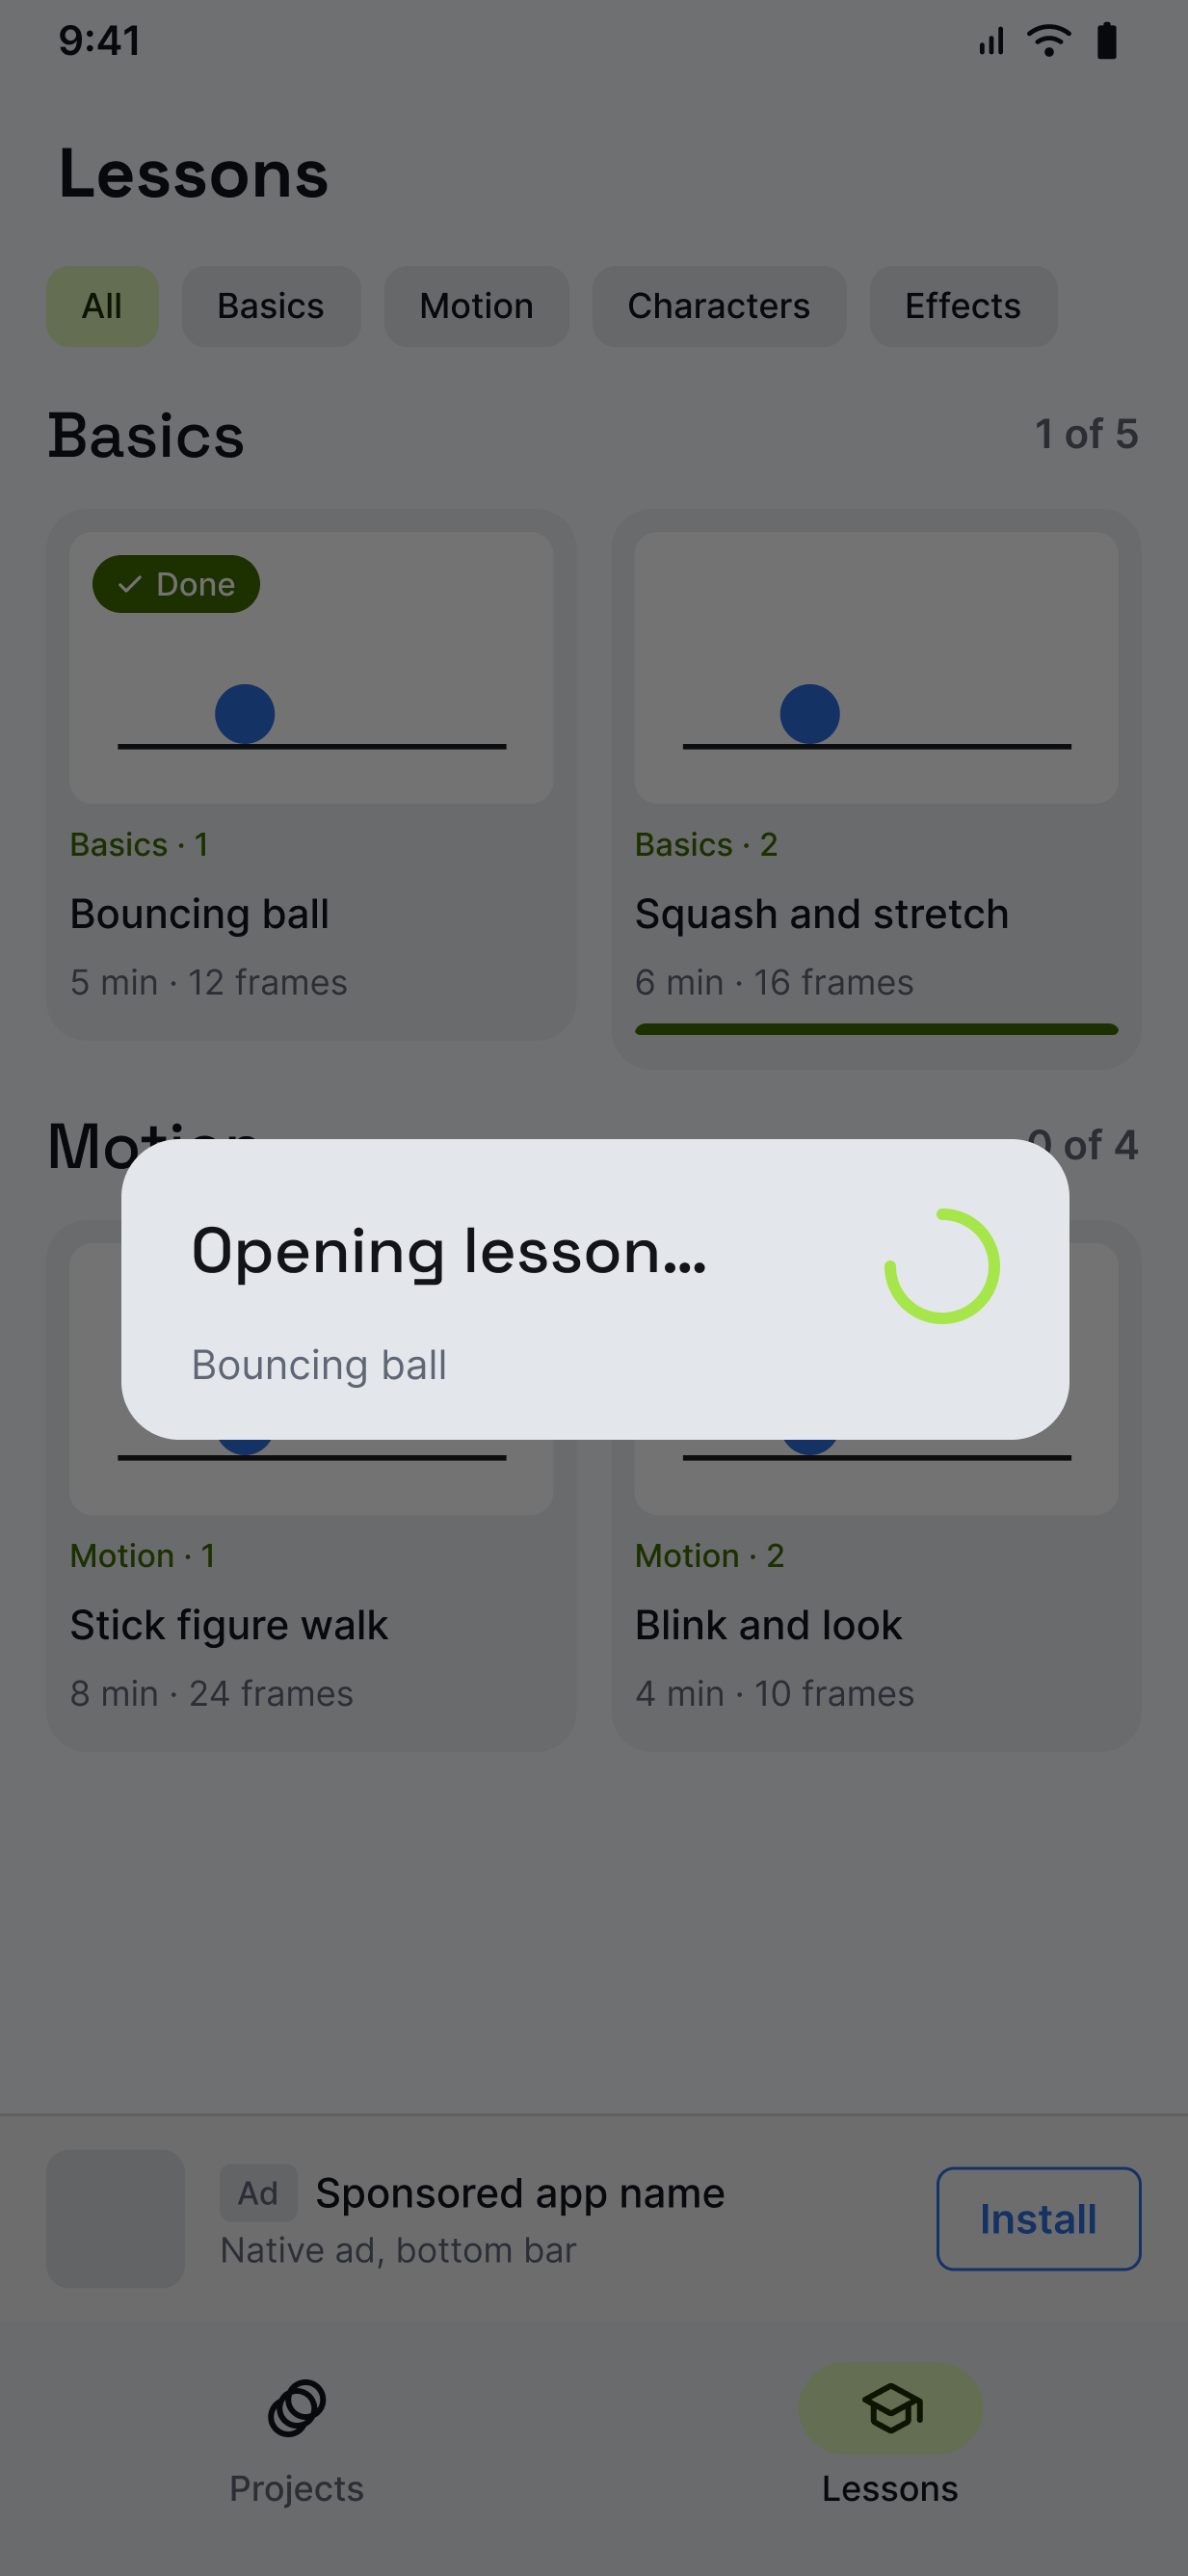 9:41
Lessons
All
Basics
Motion
Characters
Effects
Basics
1 of 5
Done
Basics · 1
Bouncing ball
5 min · 12 frames
Basics · 2
Squash and stretch
6 min · 16 frames
Motion
0 of 4
Opening lesson...
Bouncing ball
Motion · 1
Stick figure walk
8 min · 24 frames
Motion · 2
Blink and look
4 min · 10 frames
Ad
Sponsored app name
Native ad, bottom bar
Install
Projects
Lessons